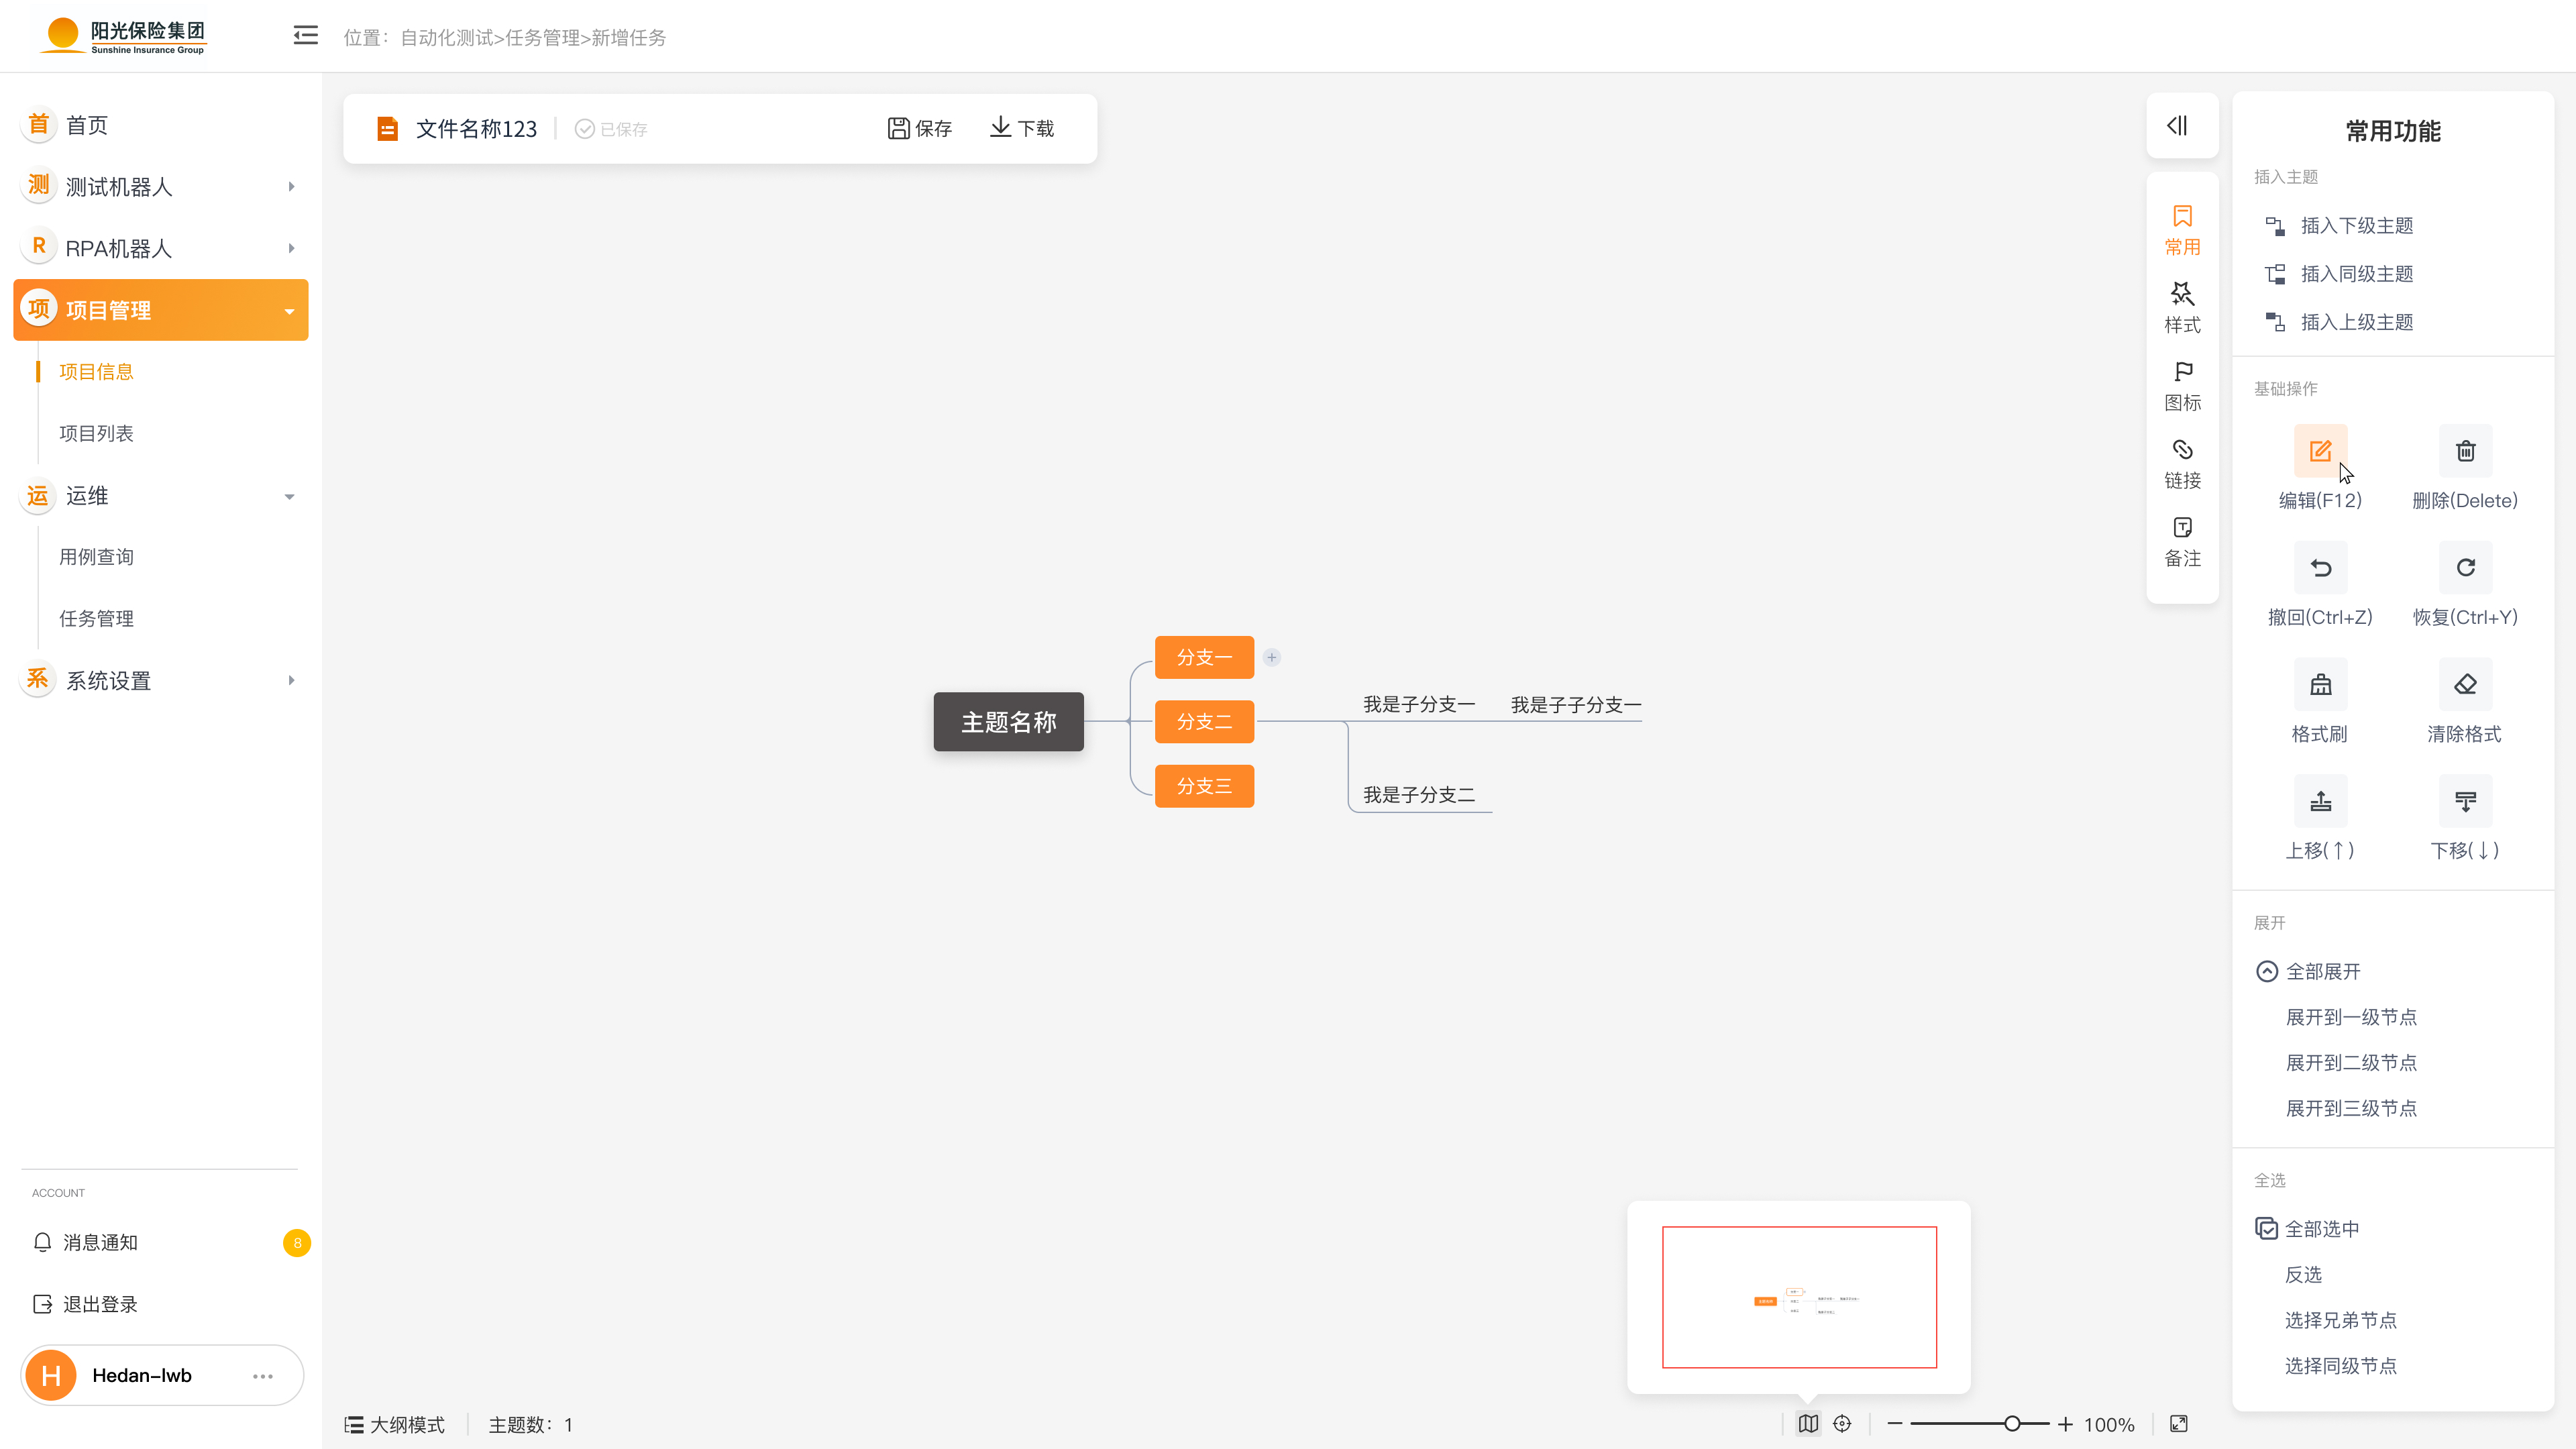 阳光保险集团
Sunshine Insurance Group
位置：自动化测试>任务管理>新增任务
首 首页
测 测试机器人
R RPA机器人
项 项目管理
项目信息
项目列表
运 运维
用例查询
任务管理
系 系统设置
ACCOUNT
消息通知 8
退出登录
H Hedan-lwb
文件名称123 已保存 保存 下载
主题名称
分支一
分支二
分支三
我是子分支一 我是子子分支一
我是子分支二
大纲模式 主题数：1
100%
常用
样式
图标
链接
备注
常用功能
插入主题
插入下级主题
插入同级主题
插入上级主题
基础操作
编辑(F12) 删除(Delete)
撤回(Ctrl+Z) 恢复(Ctrl+Y)
格式刷 清除格式
上移(↑) 下移(↓)
展开
全部展开
展开到一级节点
展开到二级节点
展开到三级节点
全选
全部选中
反选
选择兄弟节点
选择同级节点